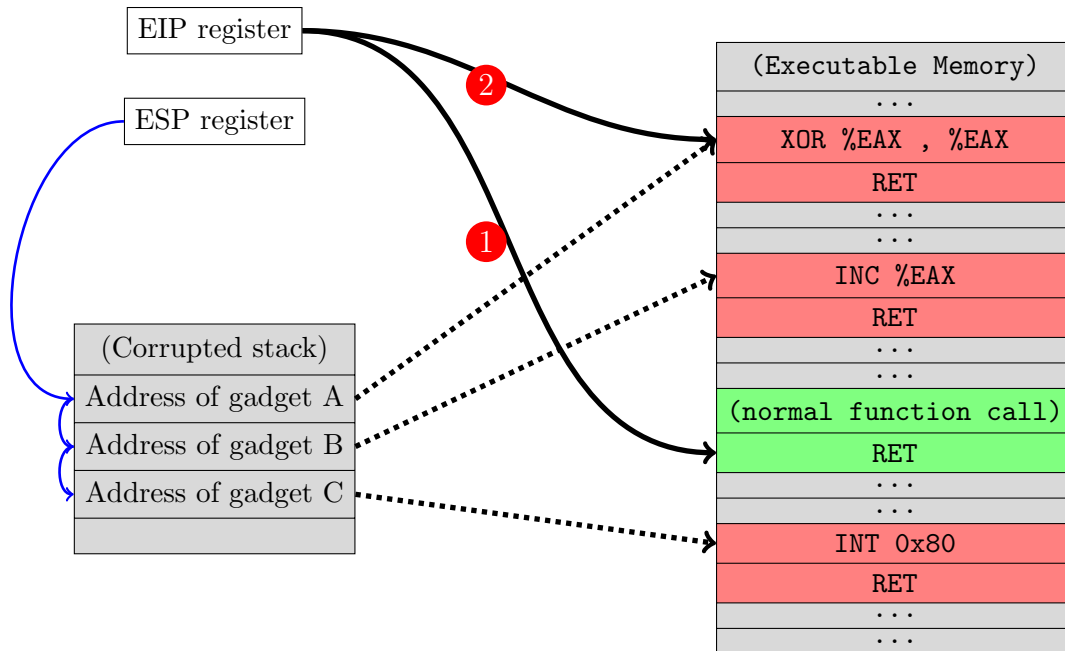 EIP register
ESP register
2
1
(Corrupted stack)
Address of gadget A
Address of gadget B
Address of gadget C
(Executable Memory)
...
XOR %EAX , %EAX
RET
...
...
INC %EAX
RET
...
...
(normal function call)
RET
...
...
INT 0x80
RET
...
...